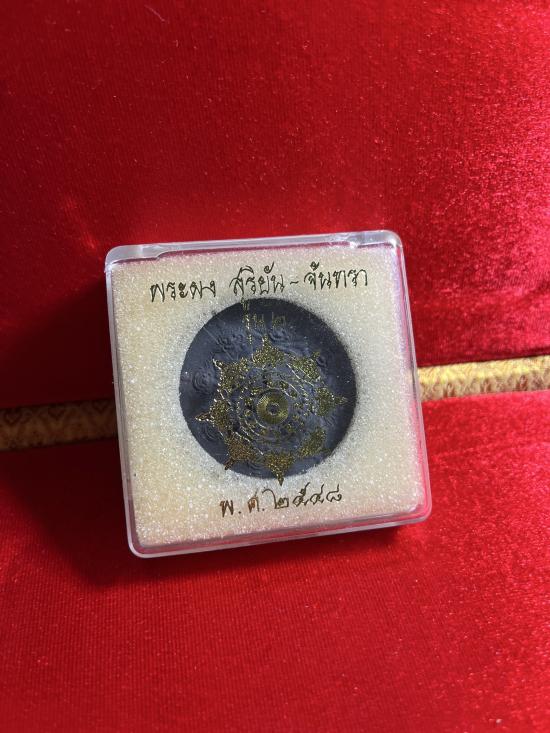 พระผง สุริยัน - จันทรา
รุ่น ๒
พ.ศ. ๒๕๔๘